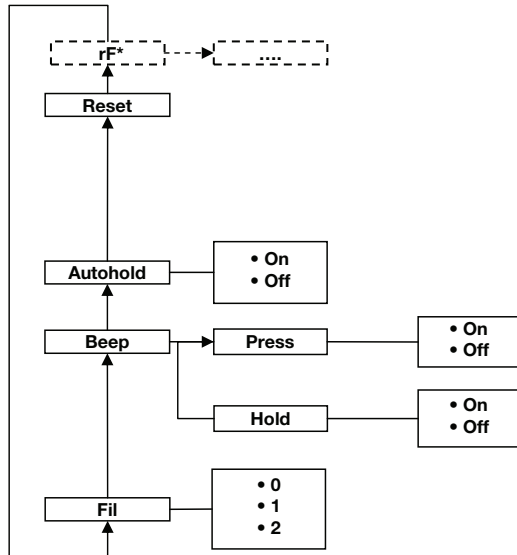 rF*
....
Reset
• On
Autohold
• Off
Beep
Press
• On
• Off
Hold
• On
• Off
Fil
• 0
• 1
• 2